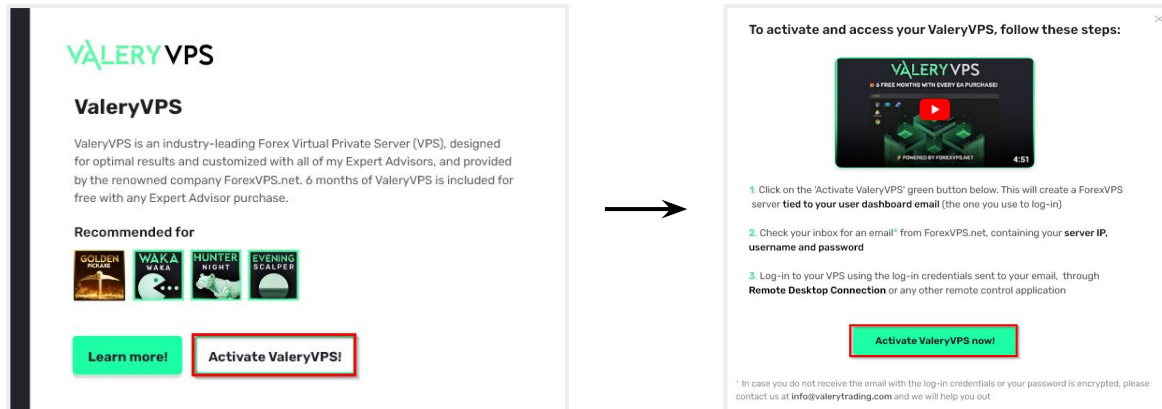 VALERY VPS
ValeryVPS
ValeryVPS is an industry-leading Forex Virtual Private Server (VPS), designed
for optimal results and customized with all of my Expert Advisors, and provided
by the renowned company ForexVPS.net. 6 months of ValeryVPS is included for
free with any Expert Advisor purchase.
Recommended for
GOLDEN
PICKAXE
WAKA
WAKA
HUNTER
NIGHT
EVENING
SCALPER
Learn more!
Activate ValeryVPS!
To activate and access your ValeryVPS, follow these steps:
VALERY VPS
6 FREE MONTHS WITH EVERY EA PURCHASE!
⚡ POWERED BY FOREXVPS.NET
4:51
1. Click on the 'Activate ValeryVPS' green button below. This will create a ForexVPS
server tied to your user dashboard email (the one you use to log-in)
2. Check your inbox for an email* from ForexVPS.net, containing your server IP,
username and password
3. Log-in to your VPS using the log-in credentials sent to your email, through
Remote Desktop Connection or any other remote control application
Activate ValeryVPS now!
* In case you do not receive the email with the log-in credentials or your password is encrypted, please
contact us at info@valerytrading.com and we will help you out